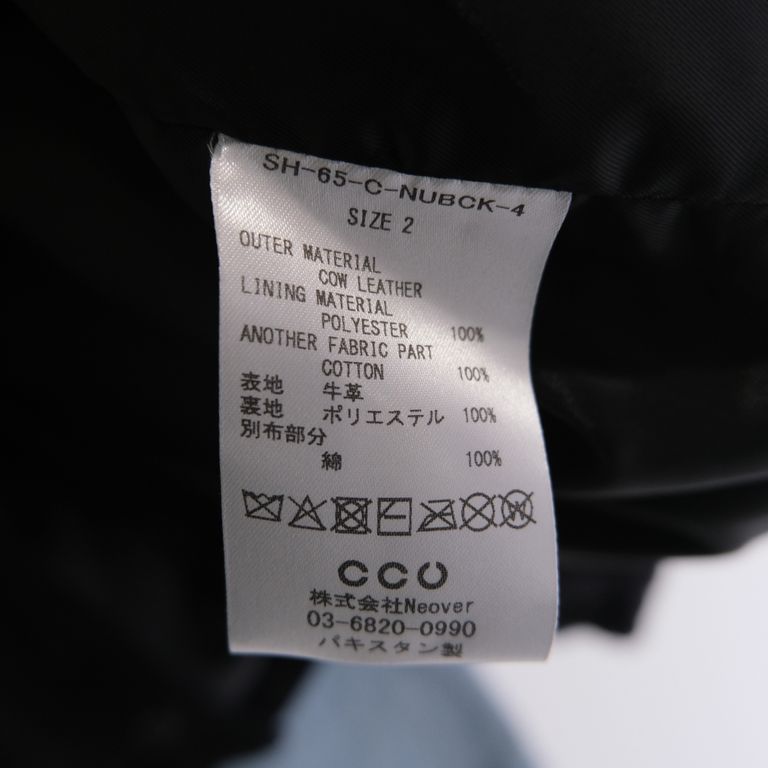 SH-65-C-NUBCK-4
SIZE 2
OUTER MATERIAL
COW LEATHER
LINING MATERIAL
POLYESTER 100%
ANOTHER FABRIC PART
COTTON 100%
表地 牛革
裏地 ポリエステル 100%
別布部分
綿 100%
CCU
株式会社Neover
03-6820-0990
パキスタン製